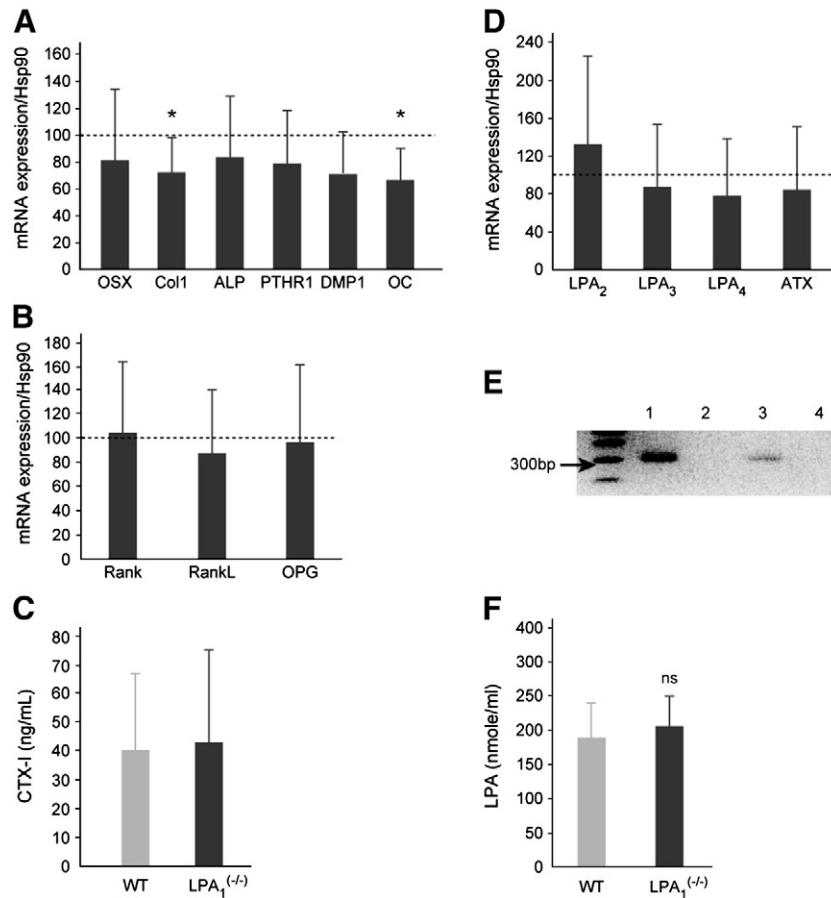 A
mRNA expression/Hsp90
160
140
120
100
80
60
40
20
0
* *
OSX Col1 ALP PTHR1 DMP1 OC
B
mRNA expression/Hsp90
180
160
140
120
100
80
60
40
20
0
Rank RankL OPG
C
CTX-I (ng/mL)
80
70
60
50
40
30
20
10
0
WT LPA₁⁽⁻/⁻⁾
D
mRNA expression/Hsp90
240
200
160
120
80
40
0
LPA₂ LPA₃ LPA₄ ATX
E
1 2 3 4
300bp
F
LPA (nmole/ml)
400
350
300
250
200
150
100
50
0
ns
WT LPA₁⁽⁻/⁻⁾